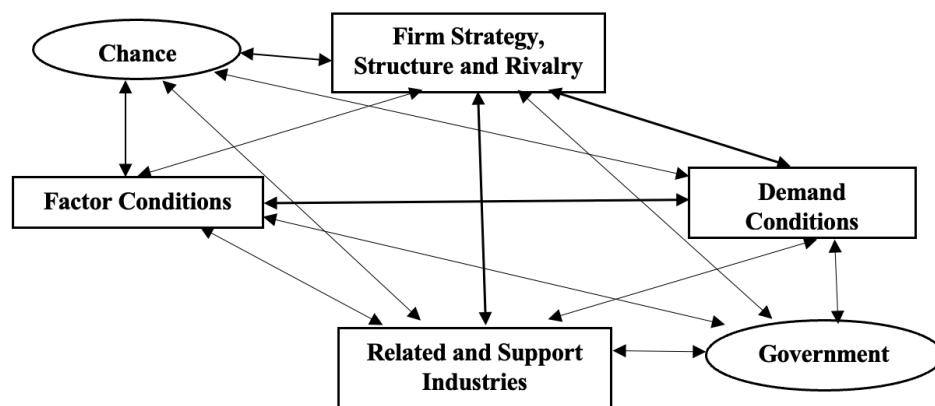 Chance
Firm Strategy,
Structure and Rivalry
Factor Conditions
Demand
Conditions
Related and Support
Industries
Government